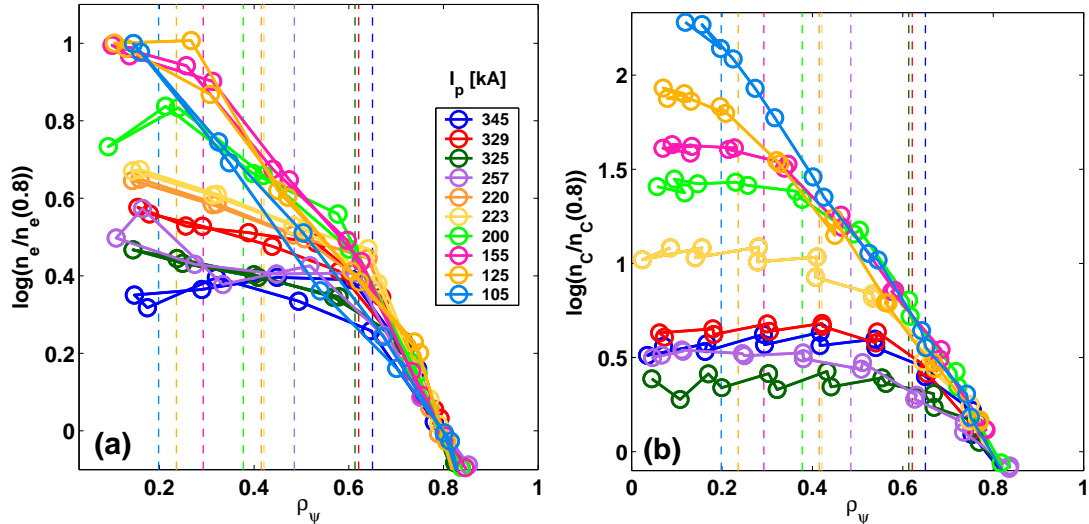 log(n_e/n_e(0.8))
1
0.8
0.6
0.4
0.2
0
0.2 0.4 0.6 0.8 1
ρ_ψ
(a)
I_p [kA]
345
329
325
257
220
223
200
155
125
105
log(n_C/n_C(0.8))
2
1.5
1
0.5
0
0 0.2 0.4 0.6 0.8 1
ρ_ψ
(b)